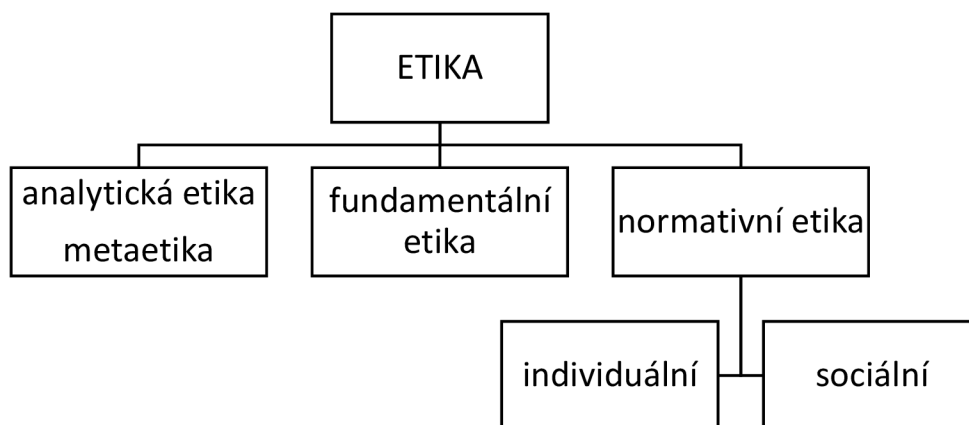 ETIKA
analytická etika
metaetika
fundamentální
etika
normativní etika
individuální
sociální